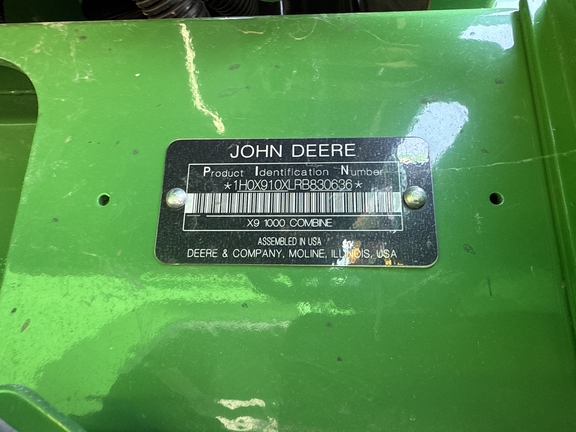 JOHN DEERE
Product Identification Number
*1H0X910XLRB830636*
X9 1000 COMBINE
ASSEMBLED IN USA
DEERE & COMPANY, MOLINE, ILLINOIS, USA